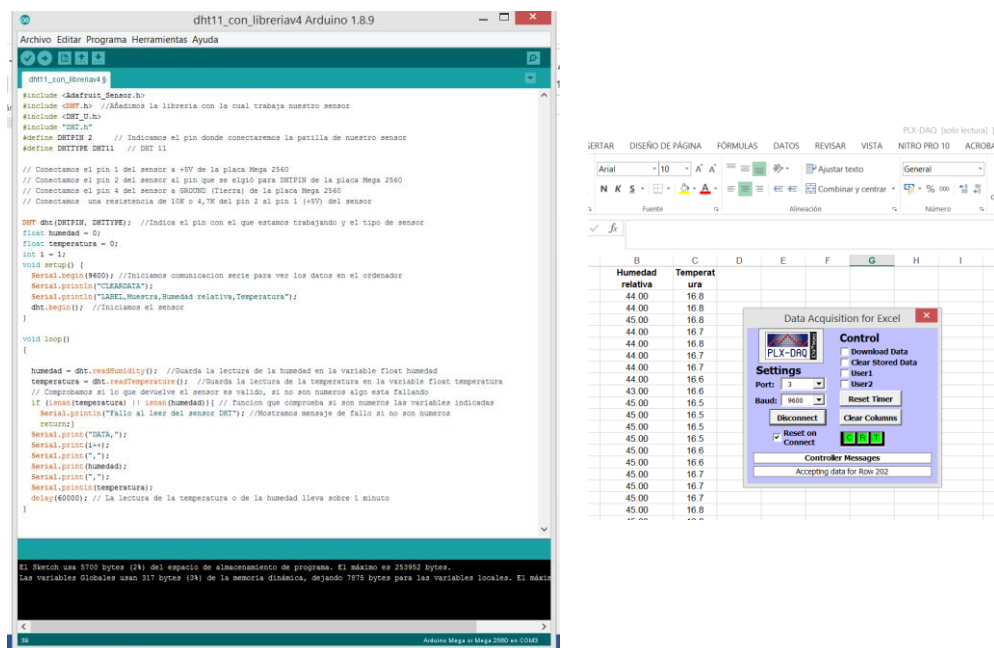 dht11_con_libreriav4 Arduino 1.8.9
Archivo Editar Programa Herramientas Ayuda
dht11_con_libreriav4 §
#include <Adafruit_Sensor.h>
#include <DHT.h>  //Añadimos la libreria con la cual trabaja nuestro sensor
#include <DHT_U.h>
#include "DHT.h"
#define DHTPIN 2     // Indicamos el pin donde conectaremos la patilla de nuestro sensor
#define DHTTYPE DHT11   // DHT 11
// Conectamos el pin 1 del sensor a +5V de la placa Mega 2560
// Conectamos el pin 2 del sensor al pin que se elgió para DHTPIN de la placa Mega 2560
// Conectamos el pin 4 del sensor a GROUND (Tierra) de la placa Mega 2560
// Conectamos  una resistencia de 10K o 4,7K del pin 2 al pin 1 (+5V) del sensor
DHT dht(DHTPIN, DHTTYPE);  //Indica el pin con el que estamos trabajando y el tipo de sensor
float humedad = 0;
float temperatura = 0;
int i = 1;
void setup() {
Serial.begin(9600); //Iniciamos comunicacion serie para ver los datos en el ordenador
Serial.println("CLEARDATA");
Serial.println("LABEL,Muestra,Humedad relativa,Temperatura");
dht.begin();  //Iniciamos el sensor
}
void loop()
{
humedad = dht.readHumidity();  //Guarda la lectura de la humedad en la variable float humedad
temperatura = dht.readTemperature();  //Guarda la lectura de la temperatura en la variable float temperatura
// Comprobamos si lo que devuelve el sensor es valido, si no son numeros algo esta fallando
if (isnan(temperatura) || isnan(humedad)){ // funcion que comprueba si son numeros las variables indicadas
Serial.println("Fallo al leer del sensor DHT"); //Mostramos mensaje de fallo si no son numeros
return;}
Serial.print("DATA,");
Serial.print(i++);
Serial.print(",");
Serial.print(humedad);
Serial.print(",");
Serial.println(temperatura);
delay(60000); // La lectura de la temperatura o de la humedad lleva sobre 1 minuto
}
El Sketch usa 5700 bytes (2%) del espacio de almacenamiento de programa. El máximo es 253952 bytes.
Las variables Globales usan 317 bytes (3%) de la memoria dinámica, dejando 7875 bytes para las variables locales. El máxim
39
Arduino Mega or Mega 2560 en COM3
PLX-DAQ [solo lectura]
SERTAR DISEÑO DE PÁGINA FÓRMULAS DATOS REVISAR VISTA NITRO PRO 10 ACROBA
Arial 10 A A Ajustar texto General
N K S A Combinar y centrar % 000
Fuente Alineación Número
fx
B C D E F G H I
Humedad relativa
Temperat ura
44.00 16.8
44.00 16.8
45.00 16.8
44.00 16.7
44.00 16.8
44.00 16.7
44.00 16.7
44.00 16.6
43.00 16.6
45.00 16.5
45.00 16.5
45.00 16.5
45.00 16.5
45.00 16.6
45.00 16.6
45.00 16.7
45.00 16.7
45.00 16.7
45.00 16.8
Data Acquisition for Excel
PLX-DAQ
Control
Download Data
Clear Stored Data
User1
User2
Settings
Port: 3
Baud: 9600
Reset Timer
Disconnect
Clear Columns
Reset on Connect
C R T
Controller Messages
Accepting data for Row 202